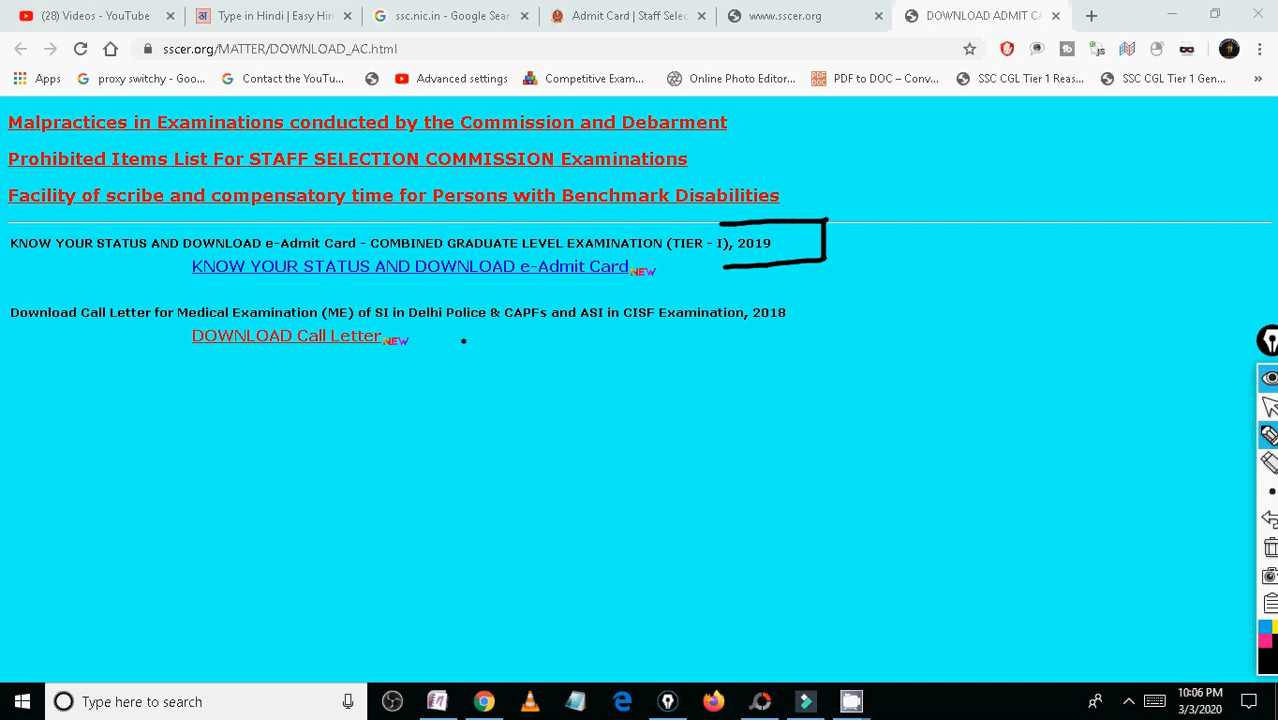 (28) Videos - YouTube
Type in Hindi | Easy Hin
ssc.nic.in - Google Sear
Admit Card | Staff Selec
www.sscer.org
DOWNLOAD ADMIT CA
sscer.org/MATTER/DOWNLOAD_AC.html
Apps
proxy switchy - Goo...
Contact the YouTu...
Advanced settings
Competitive Exam...
Online Photo Editor...
PDF to DOC – Conv...
SSC CGL Tier 1 Reas...
SSC CGL Tier 1 Gen...
»
Malpractices in Examinations conducted by the Commission and Debarment
Prohibited Items List For STAFF SELECTION COMMISSION Examinations
Facility of scribe and compensatory time for Persons with Benchmark Disabilities
KNOW YOUR STATUS AND DOWNLOAD e-Admit Card - COMBINED GRADUATE LEVEL EXAMINATION (TIER - I), 2019
KNOW YOUR STATUS AND DOWNLOAD e-Admit Card NEW
Download Call Letter for Medical Examination (ME) of SI in Delhi Police & CAPFs and ASI in CISF Examination, 2018
DOWNLOAD Call Letter NEW
Type here to search
10:06 PM
3/3/2020